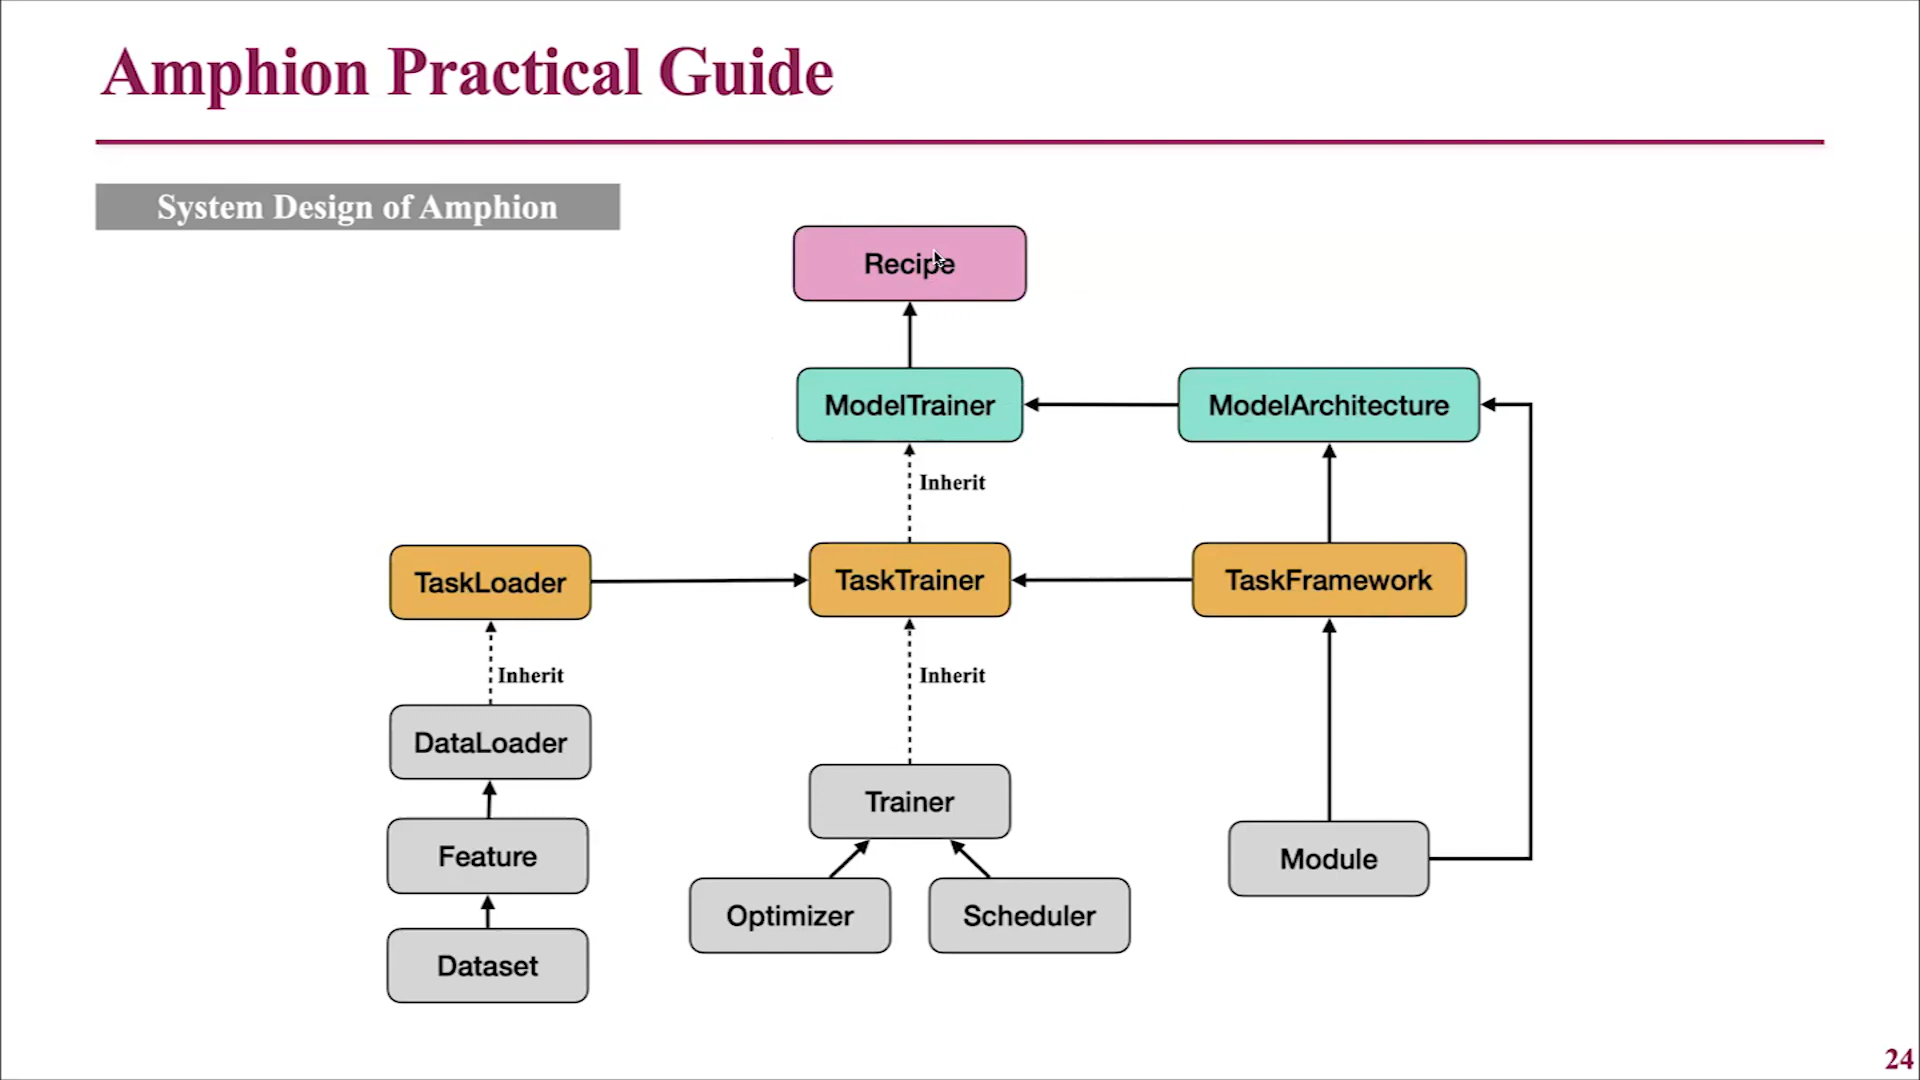 Amphion Practical Guide
System Design of Amphion
Recipe
ModelTrainer
ModelArchitecture
Inherit
TaskLoader
TaskTrainer
TaskFramework
Inherit
Inherit
DataLoader
Trainer
Feature
Module
Optimizer
Scheduler
Dataset
24